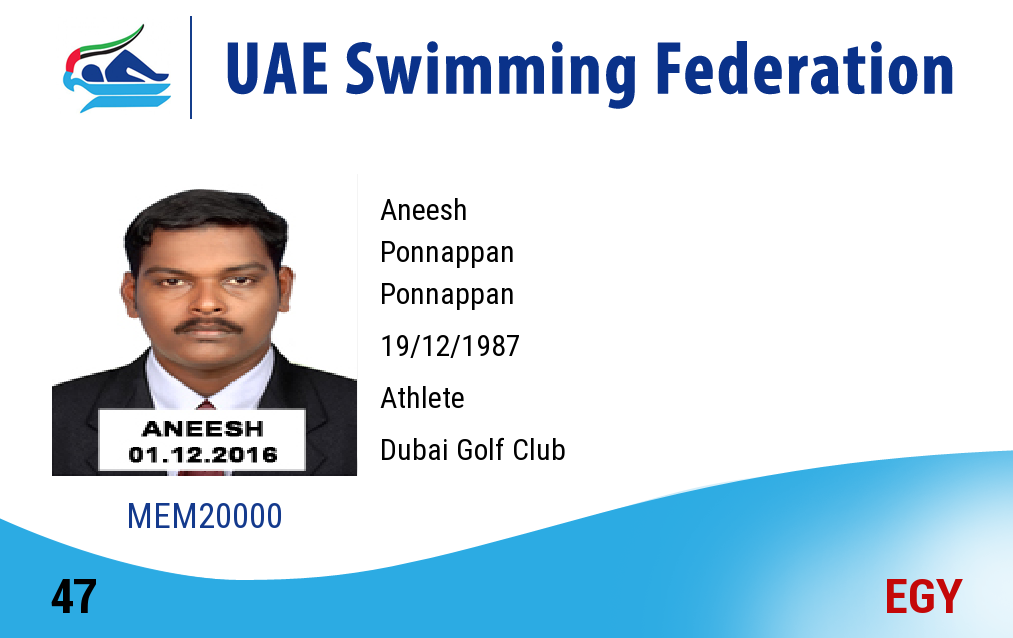 UAE Swimming Federation
Aneesh
Ponnappan
Ponnappan
19/12/1987
Athlete
Dubai Golf Club
ANEESH
01.12.2016
MEM20000
47
EGY